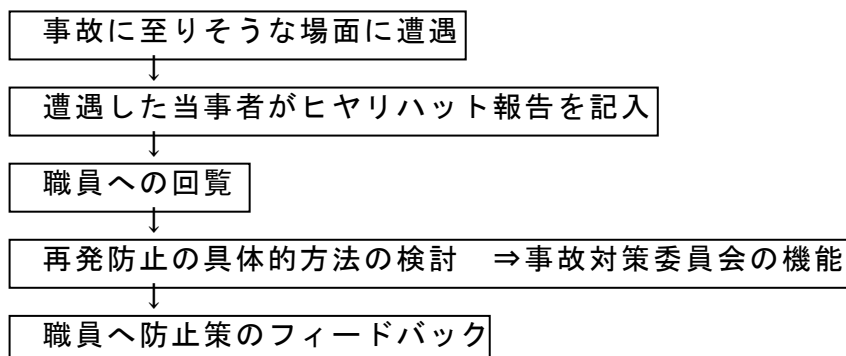 事故に至りそうな場面に遭遇
↓
遭遇した当事者がヒヤリハット報告を記入
↓
職員への回覧
↓
再発防止の具体的方法の検討　⇒事故対策委員会の機能
↓
職員へ防止策のフィードバック